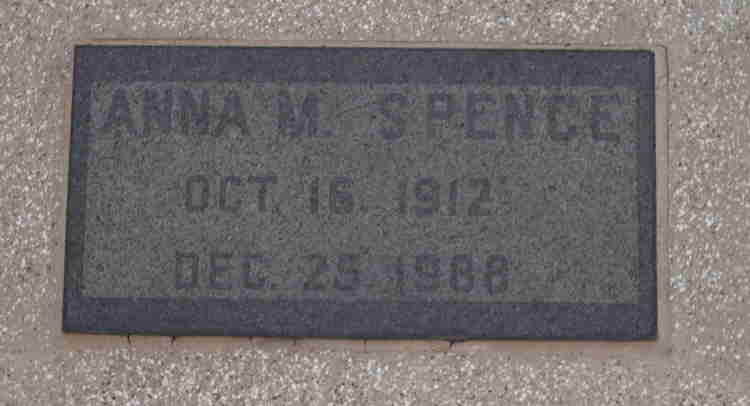 ANNA M. SPENCE
OCT. 16. 1912
DEC. 25 1988